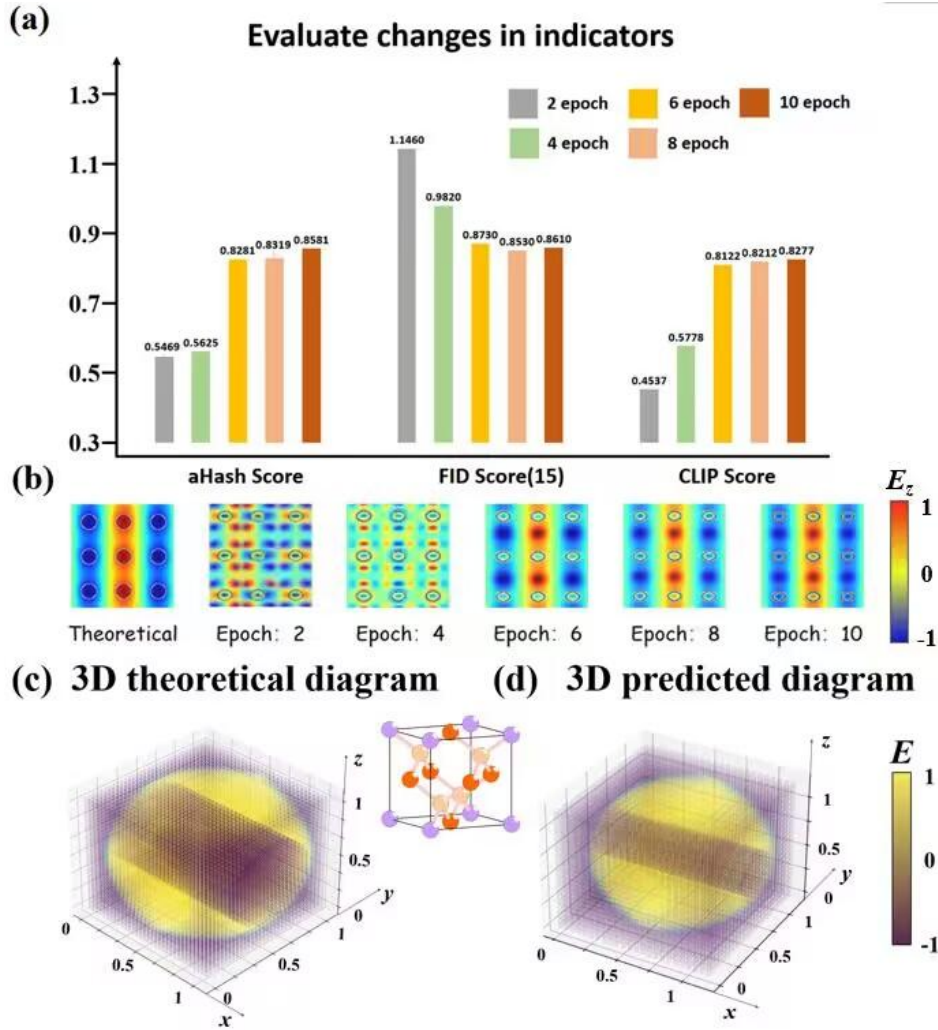 (a)
Evaluate changes in indicators
1.3
1.1
0.9
0.7
0.5
0.3
2 epoch
6 epoch
10 epoch
4 epoch
8 epoch
0.5469
0.5625
0.8281
0.8319
0.8581
1.1460
0.9820
0.8730
0.8530
0.8610
0.4537
0.5778
0.8122
0.8212
0.8277
aHash Score
FID Score(15)
CLIP Score
(b)
Theoretical
Epoch: 2
Epoch: 4
Epoch: 6
Epoch: 8
Epoch: 10
Ez
1
0
-1
(c) 3D theoretical diagram
(d) 3D predicted diagram
z
1
0.5
0
y
1
0.5
0
0
0.5
1
x
z
1
0.5
0
y
1
0.5
0
0
0.5
1
x
E
1
0
-1